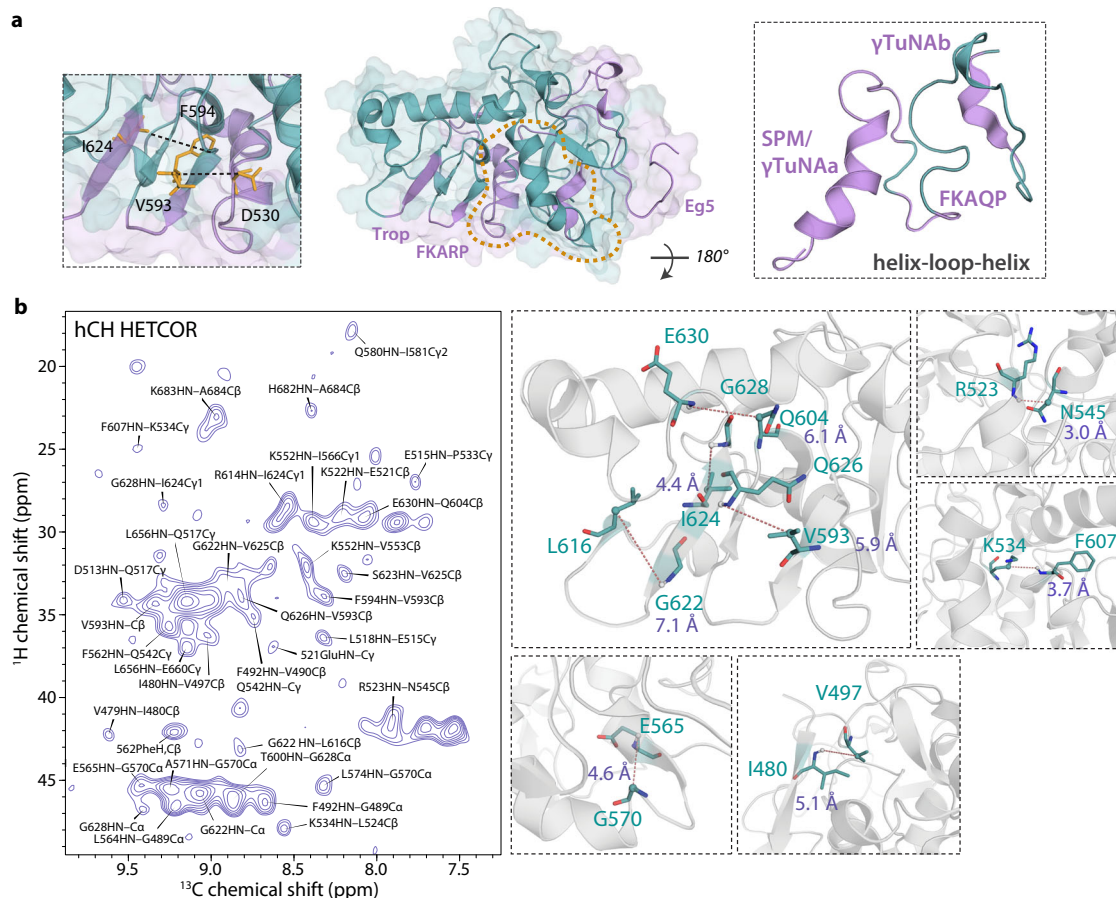 a
F594
I624
V593
D530
Trop
FKARP
Eg5
180°
γTuNAb
SPM/
γTuNAa
FKAQP
helix-loop-helix
b
hCH HETCOR
Q580HN–I581Cγ2
K683HN–A684Cβ
H682HN–A684Cβ
F607HN–K534Cγ
K552HN–I566Cγ1
E515HN–P533Cγ
R614HN–I624Cγ1
K522HN–E521Cβ
G628HN–I624Cγ1
E630HN–Q604Cβ
L656HN–Q517Cγ
G622HN–V625Cβ
K552HN–V553Cβ
D513HN–Q517Cγ
S623HN–V625Cβ
V593HN–Cβ
F594HN–V593Cβ
Q626HN–V593Cβ
F562HN–Q542Cγ
L518HN–E515Cγ
L656HN–E660Cγ
521GluHN–Cγ
I480HN–V497Cβ
F492HN–V490Cβ
Q542HN–Cγ
R523HN–N545Cβ
V479HN–I480Cβ
562PheH,Cβ
G622 HN–L616Cβ
A571HN–G570Cα
T600HN–G628Cα
E565HN–G570Cα
L574HN–G570Cα
F492HN–G489Cα
G628HN–Cα
G622HN–Cα
L564HN–G489Cα
K534HN–L524Cβ
20
25
30
35
40
45
¹H chemical shift (ppm)
9.5
9.0
8.5
8.0
7.5
¹³C chemical shift (ppm)
E630
G628
Q604
6.1 Å
Q626
4.4 Å
I624
L616
V593
5.9 Å
G622
7.1 Å
R523
N545
3.0 Å
K534
F607
3.7 Å
E565
4.6 Å
G570
V497
I480
5.1 Å